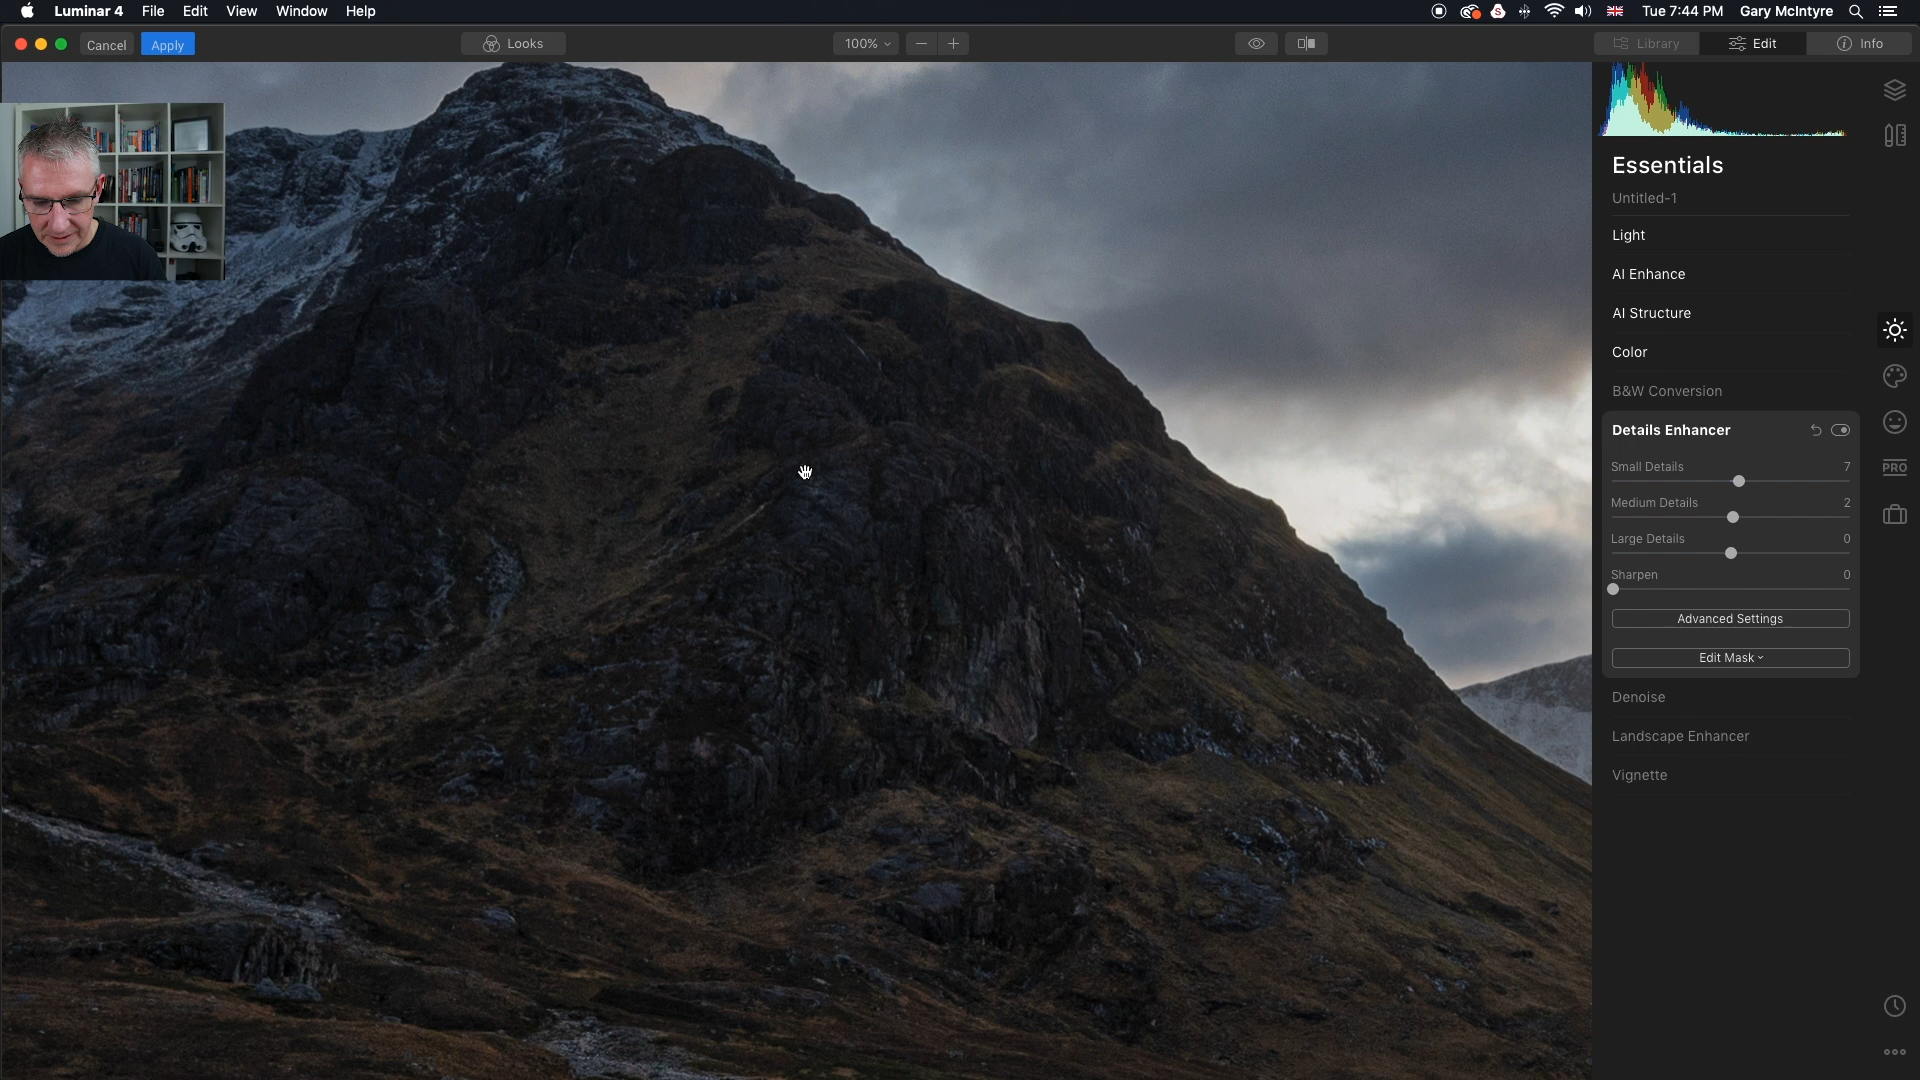 Luminar 4 File Edit View Window Help
Tue 7:44 PM Gary McIntyre
Cancel Apply Looks 100% Library Edit Info
Essentials
Untitled-1
Light
AI Enhance
AI Structure
Color
B&W Conversion
Details Enhancer
Small Details 7
PRO
Medium Details 2
Large Details 0
Sharpen 0
Advanced Settings
Edit Mask
Denoise
Landscape Enhancer
Vignette